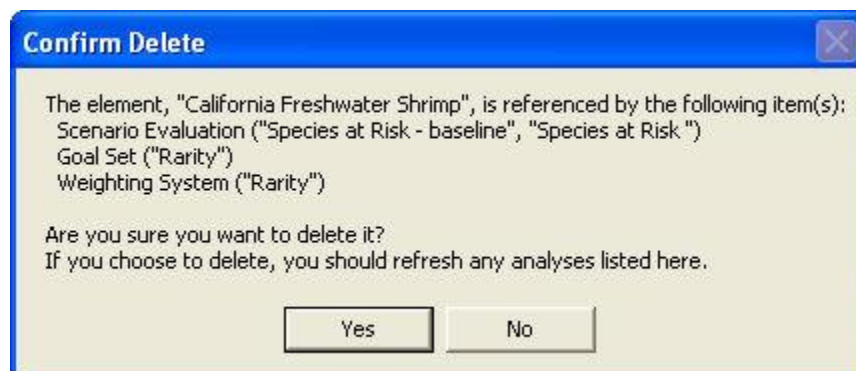 Confirm Delete
The element, "California Freshwater Shrimp", is referenced by the following item(s):
Scenario Evaluation ("Species at Risk - baseline", "Species at Risk ")
Goal Set ("Rarity")
Weighting System ("Rarity")
Are you sure you want to delete it?
If you choose to delete, you should refresh any analyses listed here.
Yes
No